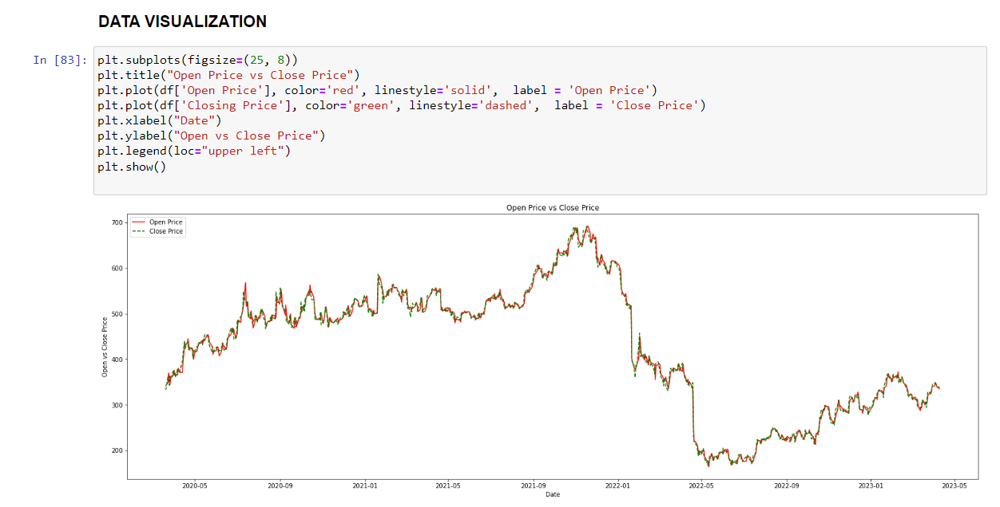 DATA VISUALIZATION
In [83]:
plt.subplots(figsize=(25, 8))
plt.title("Open Price vs Close Price")
plt.plot(df['Open Price'], color='red', linestyle='solid',  label = 'Open Price')
plt.plot(df['Closing Price'], color='green', linestyle='dashed',  label = 'Close Price')
plt.xlabel("Date")
plt.ylabel("Open vs Close Price")
plt.legend(loc="upper left")
plt.show()
Open Price vs Close Price
Open Price
Close Price
Open vs Close Price
700
600
500
400
300
200
2020-05 2020-09 2021-01 2021-05 2021-09 2022-01 2022-05 2022-09 2023-01 2023-05
Date